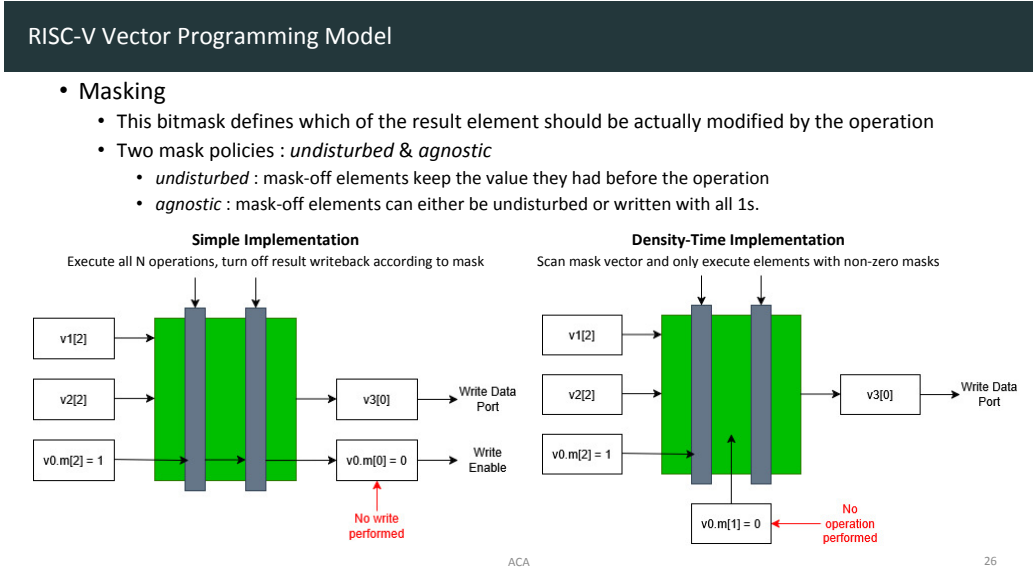 RISC-V Vector Programming Model
• Masking
• This bitmask defines which of the result element should be actually modified by the operation
• Two mask policies : undisturbed & agnostic
• undisturbed : mask-off elements keep the value they had before the operation
• agnostic : mask-off elements can either be undisturbed or written with all 1s.
Simple Implementation
Execute all N operations, turn off result writeback according to mask
v1[2]
v2[2]
v0.m[2] = 1
v3[0]
Write Data
Port
v0.m[0] = 0
Write
Enable
No write
performed
Density-Time Implementation
Scan mask vector and only execute elements with non-zero masks
v1[2]
v2[2]
v0.m[2] = 1
v3[0]
Write Data
Port
v0.m[1] = 0
No
operation
performed
ACA
26